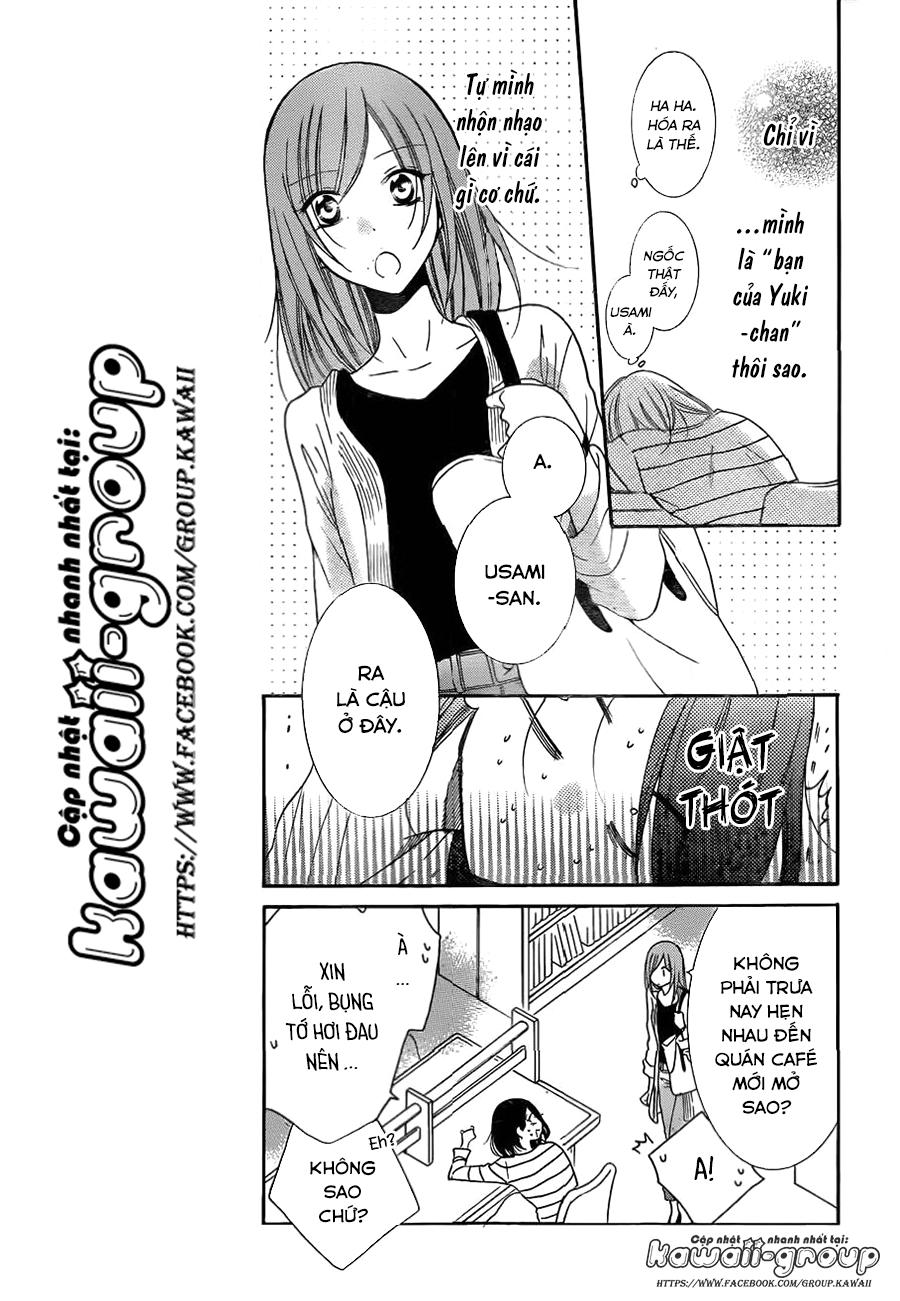 Chỉ vì
...mình
là "bạn
của Yuki
-chan"
thôi sao.
HA HA.
HÓA RA
LÀ THẾ.
NGỐC
THẬT
ĐẤY,
USAMI
À.
Tự mình
nhộn nhạo
lên vì cái
gì cơ chứ.
A.
USAMI
-SAN.
RA
LÀ CẬU
Ở ĐÂY.
GIẬT
THÓT
KHÔNG
PHẢI TRƯA
NAY HẸN
NHAU ĐẾN
QUÁN CAFÉ
MỚI MỞ
SAO?
A!
À
...
XIN
LỖI, BỤNG
TỚ HƠI ĐAU
NÊN ...
Eh?
KHÔNG
SAO
CHỨ?
Cập nhật nhanh nhất tại:
kawaii-group
HTTPS://WWW.FACEBOOK.COM/GROUP.KAWAII
Cập nhật nhanh nhất tại:
kawaii-group
HTTPS://WWW.FACEBOOK.COM/GROUP.KAWAII